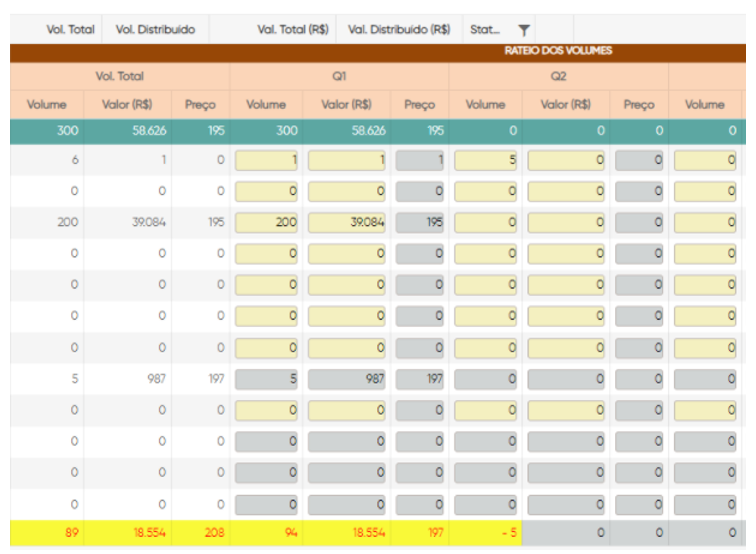 Vol. Total Vol. Distribuido Val. Total (R$) Val. Distribuido (R$) Stat...
RATEIO DOS VOLUMES
Vol. Total Q1 Q2
Volume Valor (R$) Preço Volume Valor (R$) Preço Volume Valor (R$) Preço Volume
300 58.626 195 300 58.626 195 0 0 0 0
6 1 0 1 1 1 5 0 0 0
0 0 0 0 0 0 0 0 0 0
200 39.084 195 200 39.084 195 0 0 0 0
0 0 0 0 0 0 0 0 0 0
0 0 0 0 0 0 0 0 0 0
0 0 0 0 0 0 0 0 0 0
0 0 0 0 0 0 0 0 0 0
5 987 197 5 987 197 0 0 0 0
0 0 0 0 0 0 0 0 0 0
0 0 0 0 0 0 0 0 0 0
0 0 0 0 0 0 0 0 0 0
0 0 0 0 0 0 0 0 0 0
89 18.554 208 94 18.554 197 - 5 0 0 0